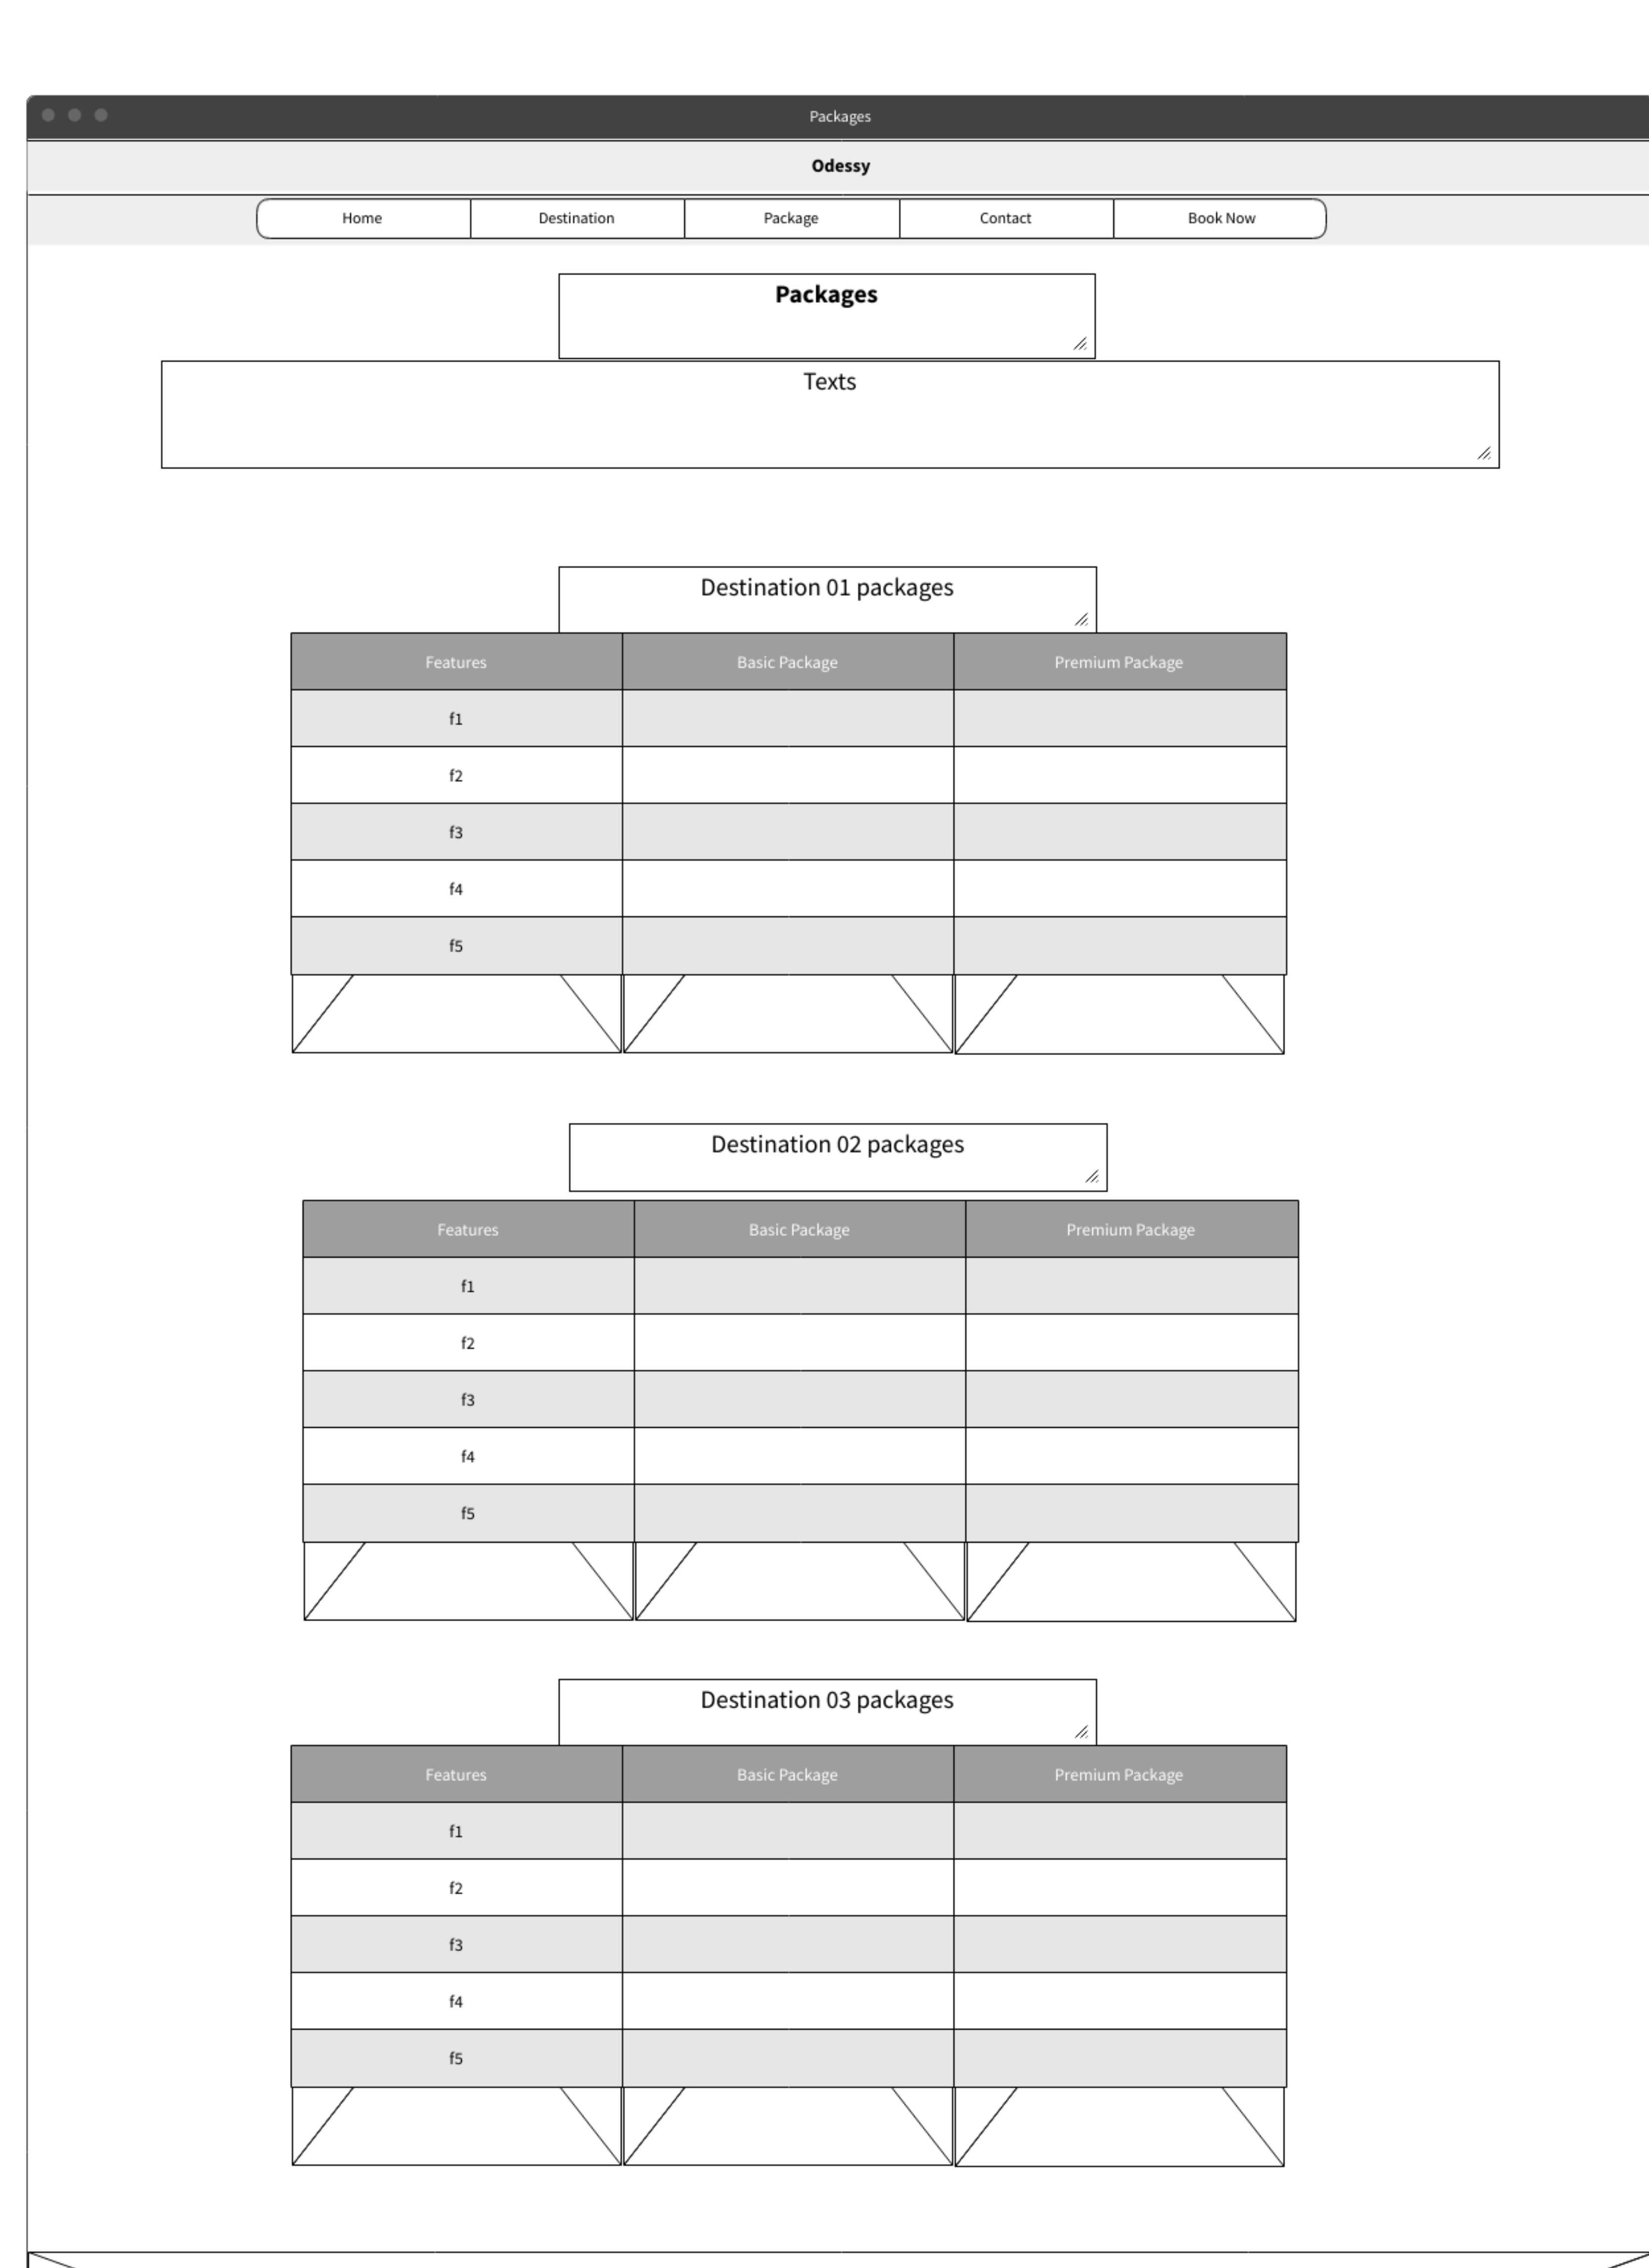 Packages
Odessy
Home Destination Package Contact Book Now
Packages
Texts
Destination 01 packages
Features Basic Package Premium Package
f1
f2
f3
f4
f5
Destination 02 packages
Features Basic Package Premium Package
f1
f2
f3
f4
f5
Destination 03 packages
Features Basic Package Premium Package
f1
f2
f3
f4
f5